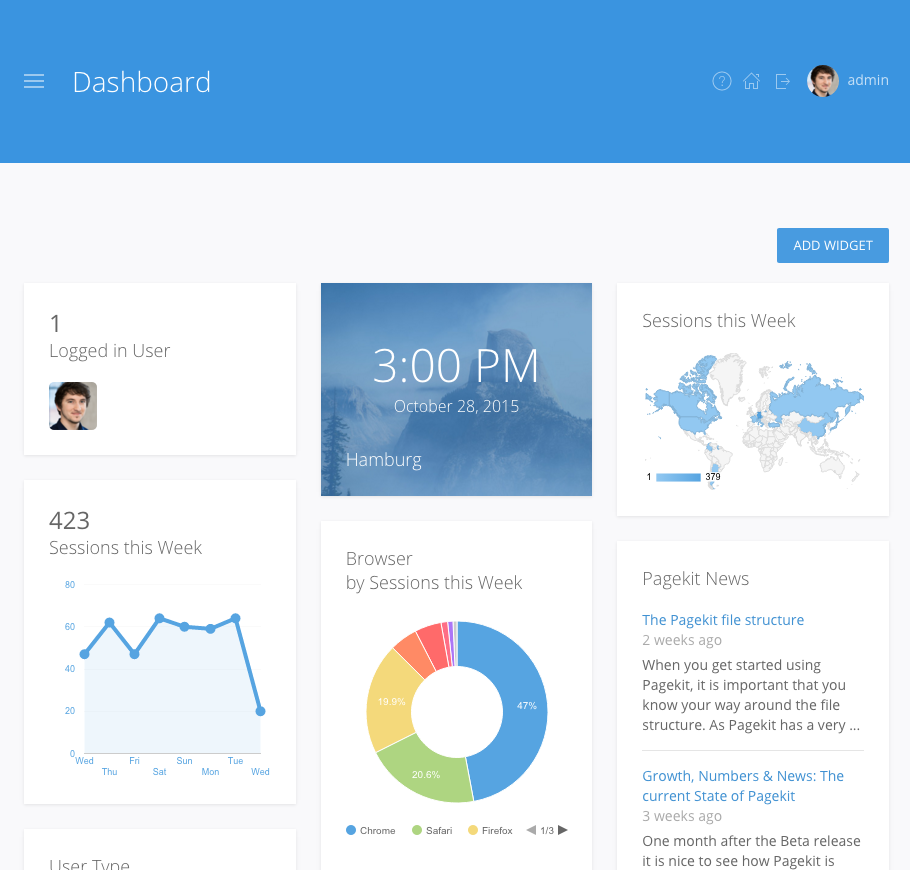 Dashboard
?
admin
ADD WIDGET
1
Logged in User
423
Sessions this Week
80
60
40
20
0
Wed
Thu
Fri
Sat
Sun
Mon
Tue
Wed
User Type
3:00 PM
October 28, 2015
Hamburg
Browser
by Sessions this Week
47%
19.9%
20.6%
Chrome
Safari
Firefox
1/3
Sessions this Week
1
379
Pagekit News
The Pagekit file structure
2 weeks ago
When you get started using
Pagekit, it is important that you
know your way around the file
structure. As Pagekit has a very ...
Growth, Numbers & News: The
current State of Pagekit
3 weeks ago
One month after the Beta release
it is nice to see how Pagekit is